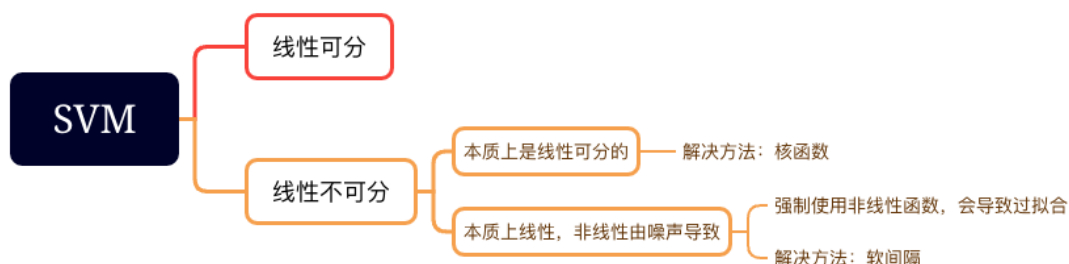 SVM
线性可分
线性不可分
本质上是线性可分的
解决方法：核函数
本质上线性，非线性由噪声导致
强制使用非线性函数，会导致过拟合
解决方法：软间隔